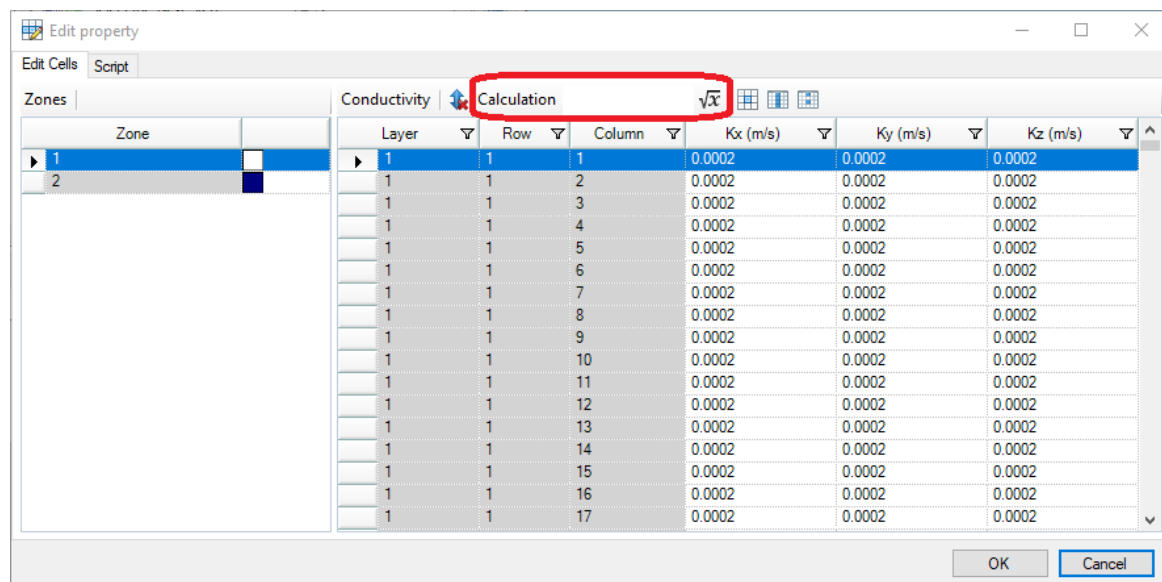 Edit property
Edit Cells Script
Zones Conductivity Calculation √x
Zone Layer Row Column Kx (m/s) Ky (m/s) Kz (m/s)
1 1 1 1 0.0002 0.0002 0.0002
2 1 1 2 0.0002 0.0002 0.0002
1 1 3 0.0002 0.0002 0.0002
1 1 4 0.0002 0.0002 0.0002
1 1 5 0.0002 0.0002 0.0002
1 1 6 0.0002 0.0002 0.0002
1 1 7 0.0002 0.0002 0.0002
1 1 8 0.0002 0.0002 0.0002
1 1 9 0.0002 0.0002 0.0002
1 1 10 0.0002 0.0002 0.0002
1 1 11 0.0002 0.0002 0.0002
1 1 12 0.0002 0.0002 0.0002
1 1 13 0.0002 0.0002 0.0002
1 1 14 0.0002 0.0002 0.0002
1 1 15 0.0002 0.0002 0.0002
1 1 16 0.0002 0.0002 0.0002
1 1 17 0.0002 0.0002 0.0002
OK Cancel